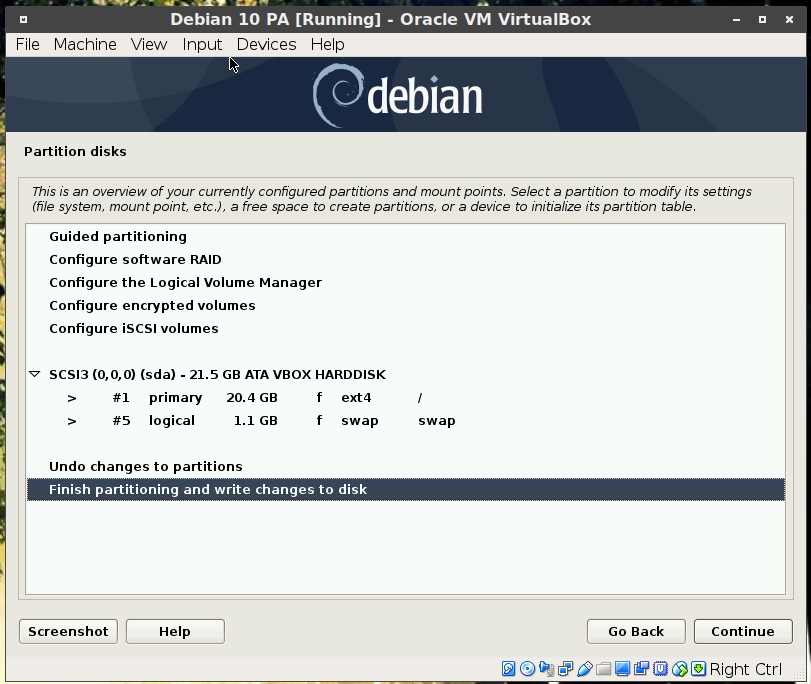 Debian 10 PA [Running] - Oracle VM VirtualBox
File Machine View Input Devices Help
debian
Partition disks
This is an overview of your currently configured partitions and mount points. Select a partition to modify its settings
(file system, mount point, etc.), a free space to create partitions, or a device to initialize its partition table.
Guided partitioning
Configure software RAID
Configure the Logical Volume Manager
Configure encrypted volumes
Configure iSCSI volumes
SCSI3 (0,0,0) (sda) - 21.5 GB ATA VBOX HARDDISK
> #1 primary 20.4 GB f ext4 /
> #5 logical 1.1 GB f swap swap
Undo changes to partitions
Finish partitioning and write changes to disk
Screenshot Help Go Back Continue
Right Ctrl